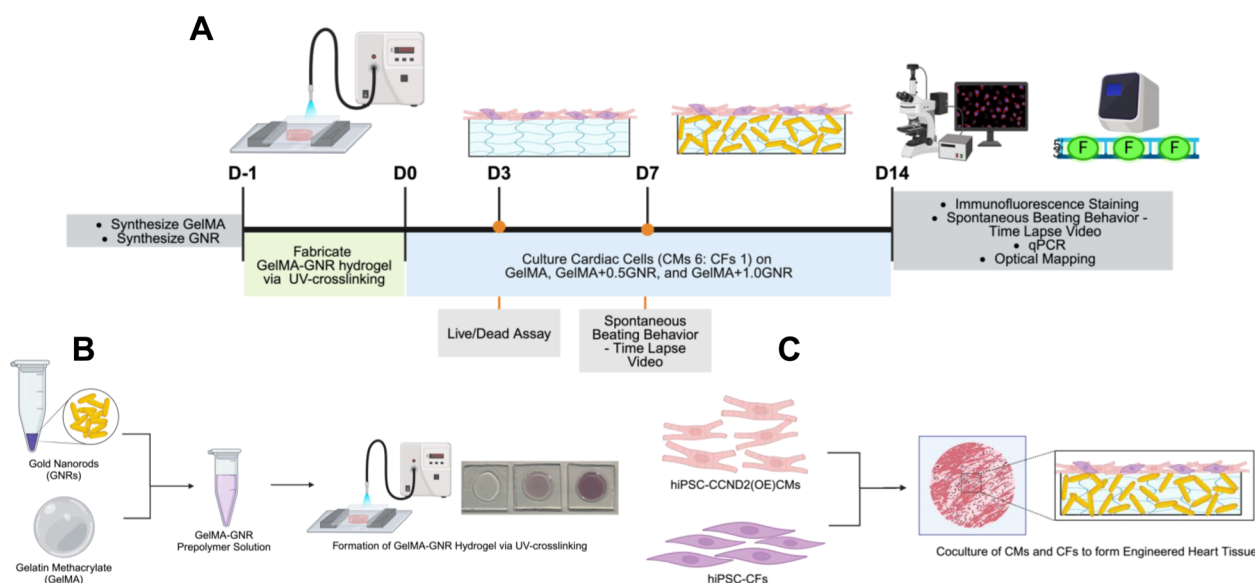 A
D-1
D0
D3
D7
D14
F
F
F
• Synthesize GelMA
• Synthesize GNR
Fabricate
GelMA-GNR hydrogel
via UV-crosslinking
Culture Cardiac Cells (CMs 6: CFs 1) on
GelMA, GelMA+0.5GNR, and GelMA+1.0GNR
• Immunofluorescence Staining
• Spontaneous Beating Behavior -
Time Lapse Video
• qPCR
• Optical Mapping
Live/Dead Assay
Spontaneous
Beating Behavior
- Time Lapse
Video
B
Gold Nanorods
(GNRs)
Gelatin Methacrylate
(GelMA)
GelMA-GNR
Prepolymer Solution
Formation of GelMA-GNR Hydrogel via UV-crosslinking
C
hiPSC-CCND2(OE)CMs
hiPSC-CFs
Coculture of CMs and CFs to form Engineered Heart Tissue